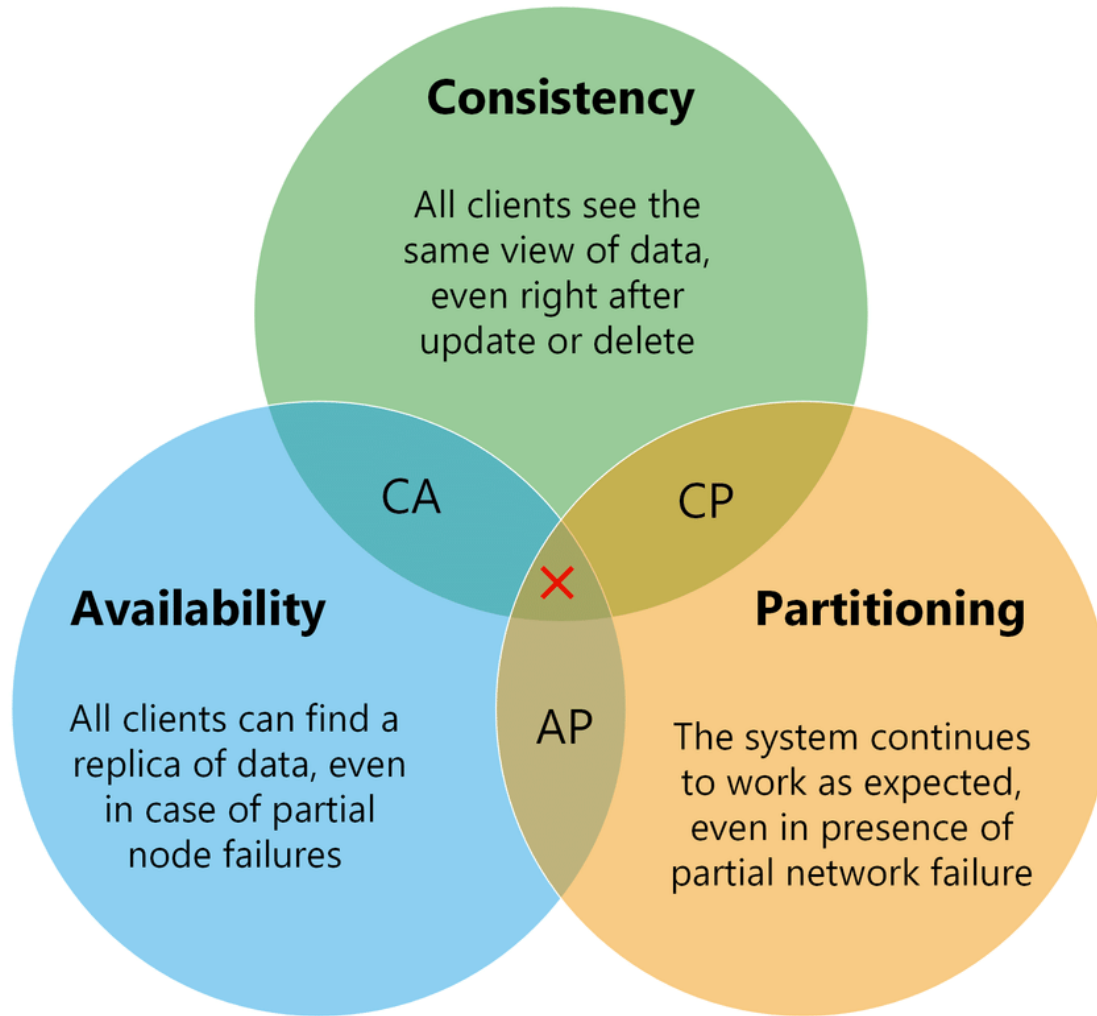 Consistency
All clients see the
same view of data,
even right after
update or delete
CA
CP
Availability
All clients can find a
replica of data, even
in case of partial
node failures
AP
Partitioning
The system continues
to work as expected,
even in presence of
partial network failure